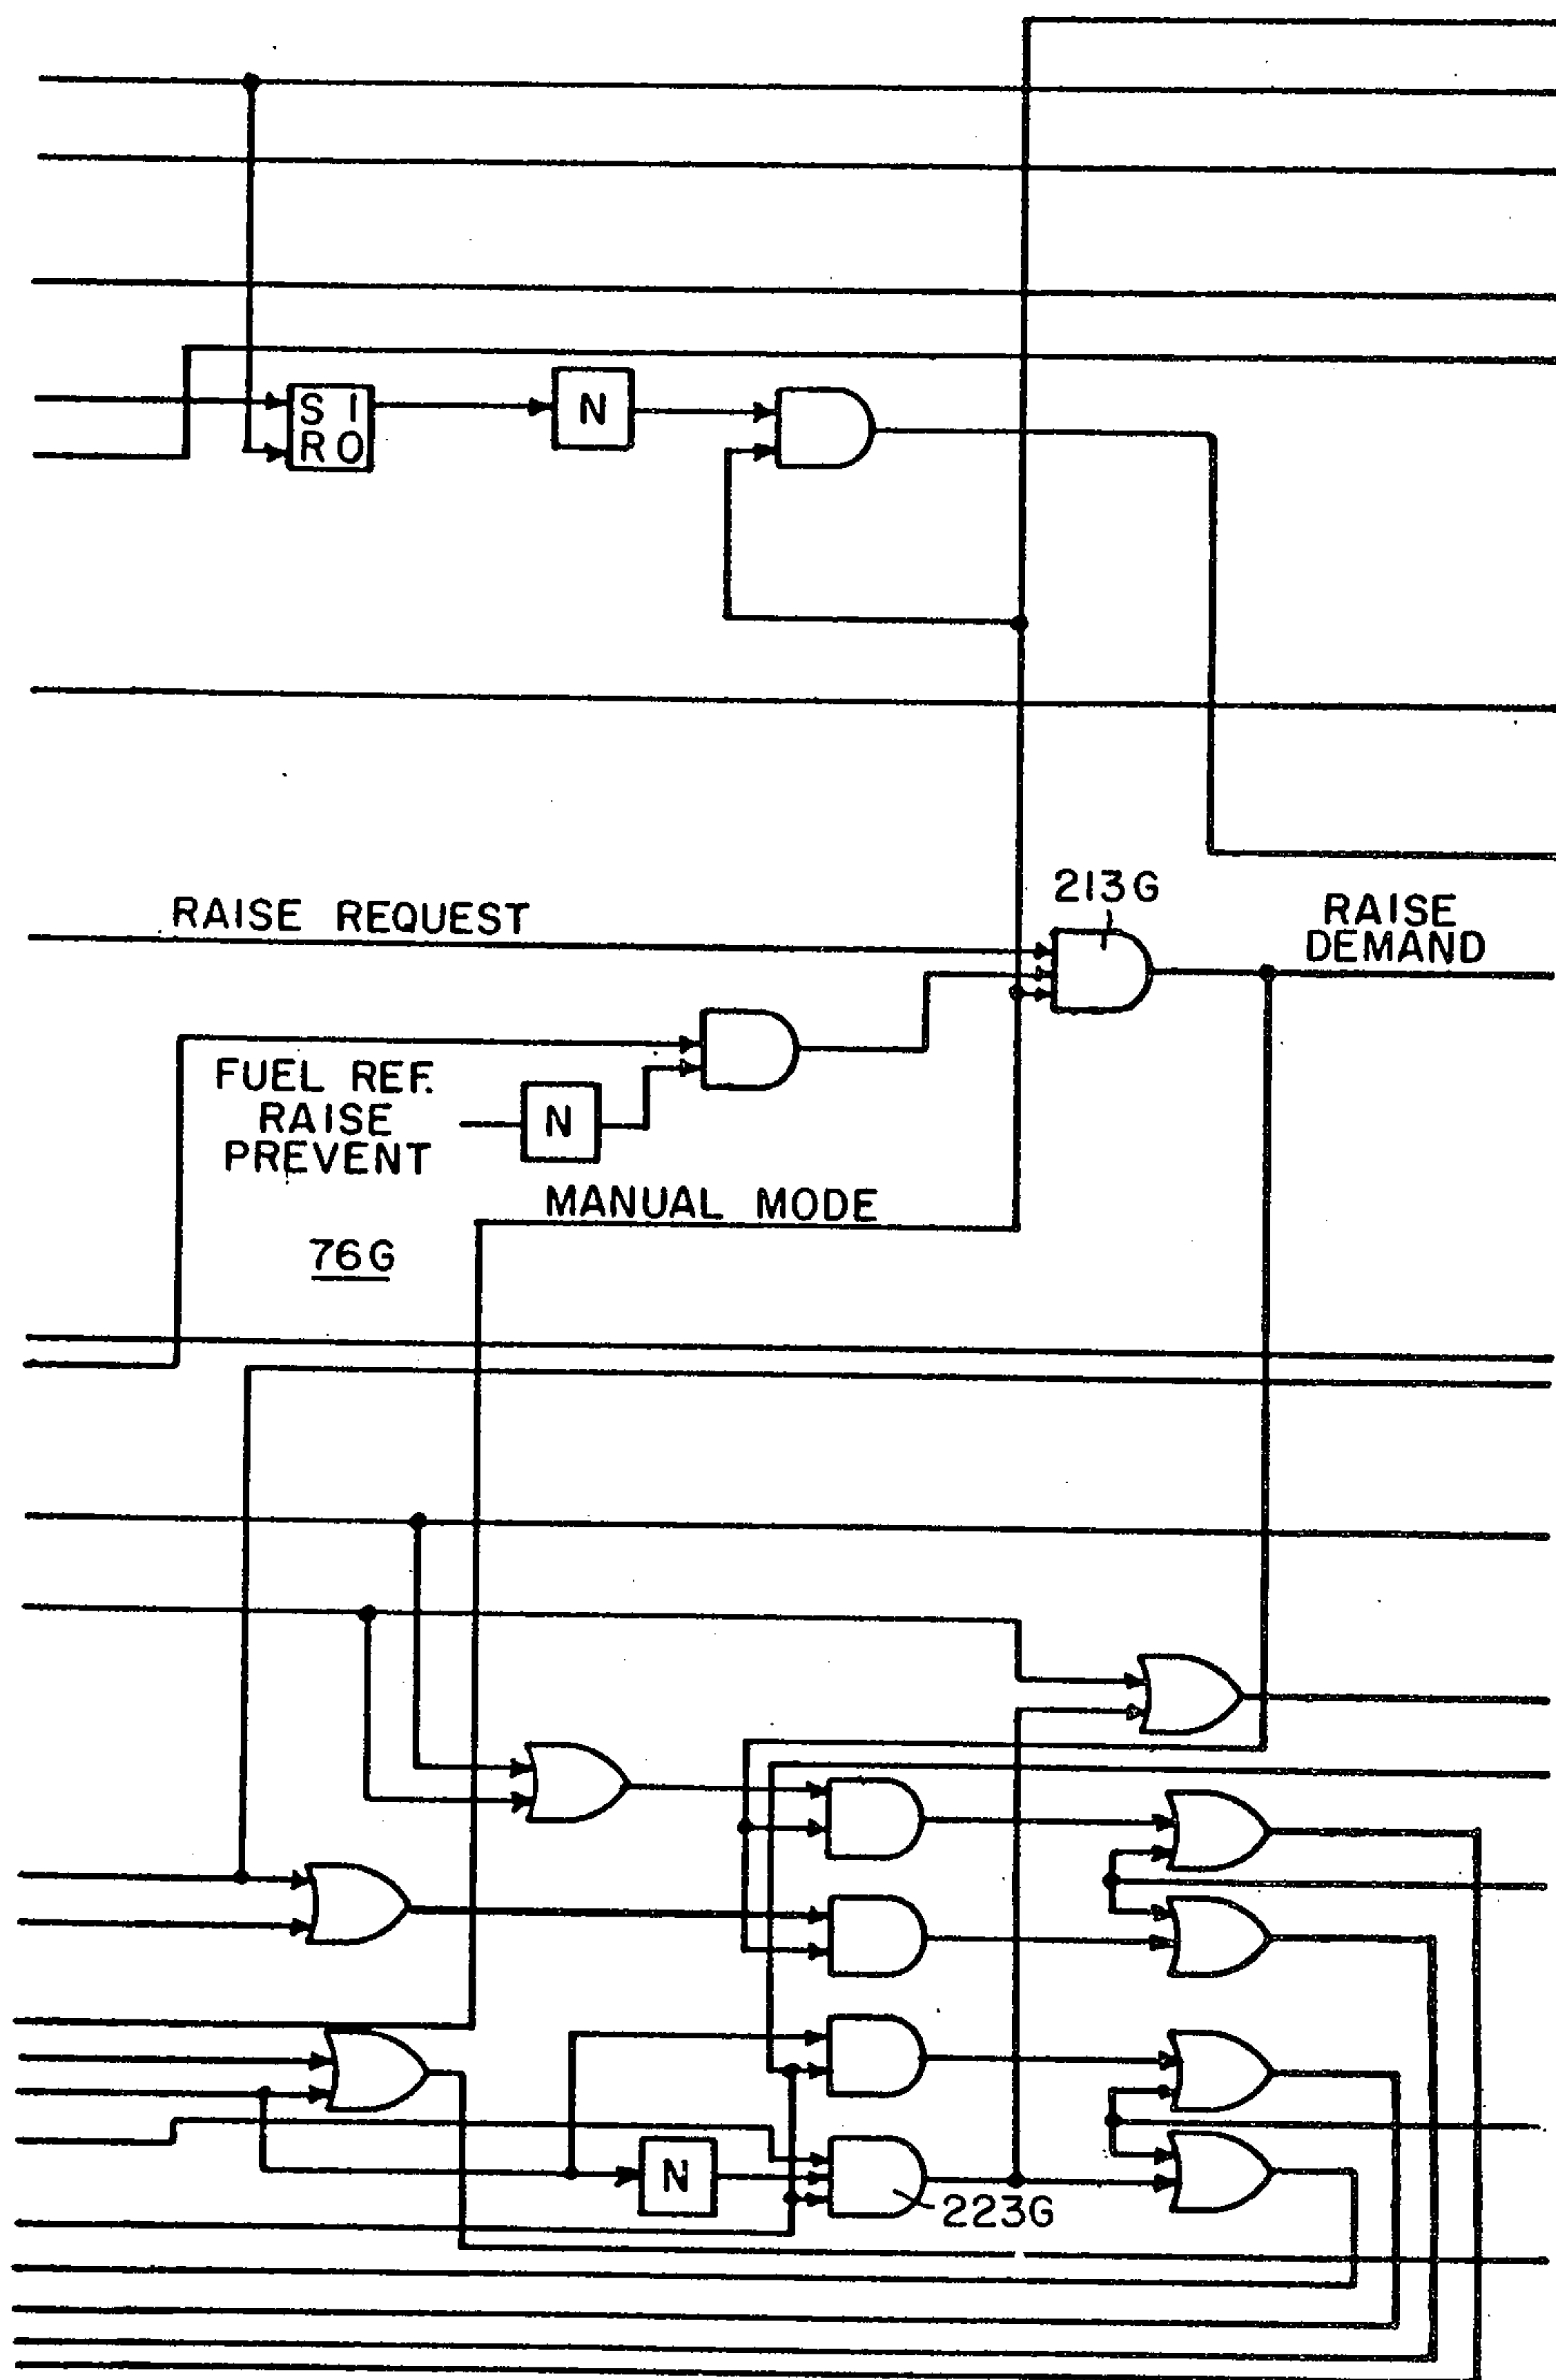 S I
R O
N
213G
RAISE REQUEST
RAISE
DEMAND
FUEL REF.
RAISE
PREVENT
N
MANUAL MODE
76G
N
223G